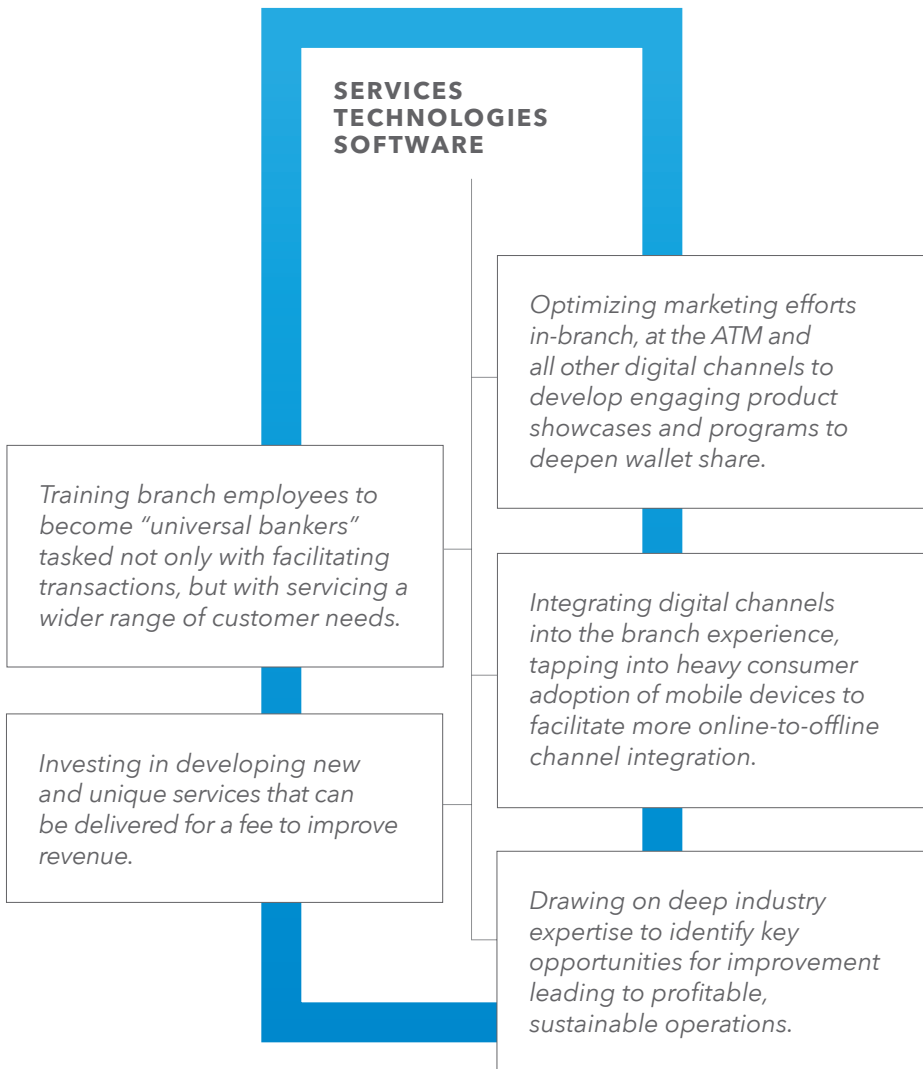 SERVICES
TECHNOLOGIES
SOFTWARE
Optimizing marketing efforts
in-branch, at the ATM and
all other digital channels to
develop engaging product
showcases and programs to
deepen wallet share.
Training branch employees to
become “universal bankers”
tasked not only with facilitating
transactions, but with servicing a
wider range of customer needs.
Integrating digital channels
into the branch experience,
tapping into heavy consumer
adoption of mobile devices to
facilitate more online-to-offline
channel integration.
Investing in developing new
and unique services that can
be delivered for a fee to improve
revenue.
Drawing on deep industry
expertise to identify key
opportunities for improvement
leading to profitable,
sustainable operations.